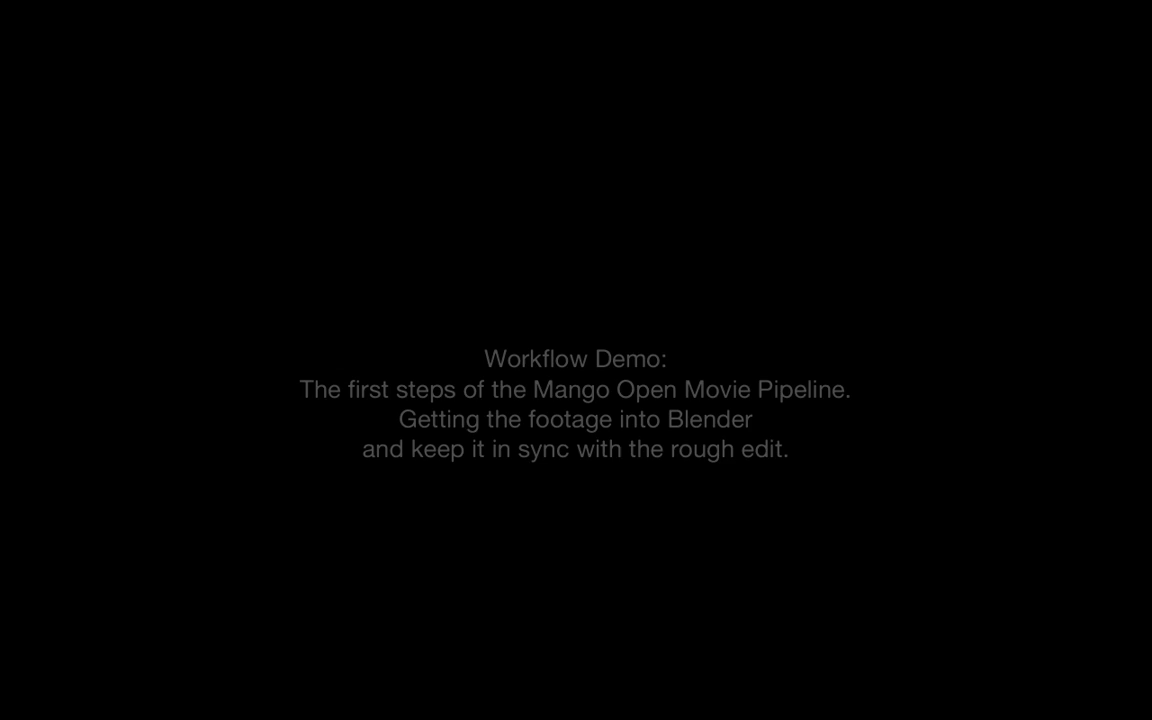 Workflow Demo:
The first steps of the Mango Open Movie Pipeline.
Getting the footage into Blender
and keep it in sync with the rough edit.